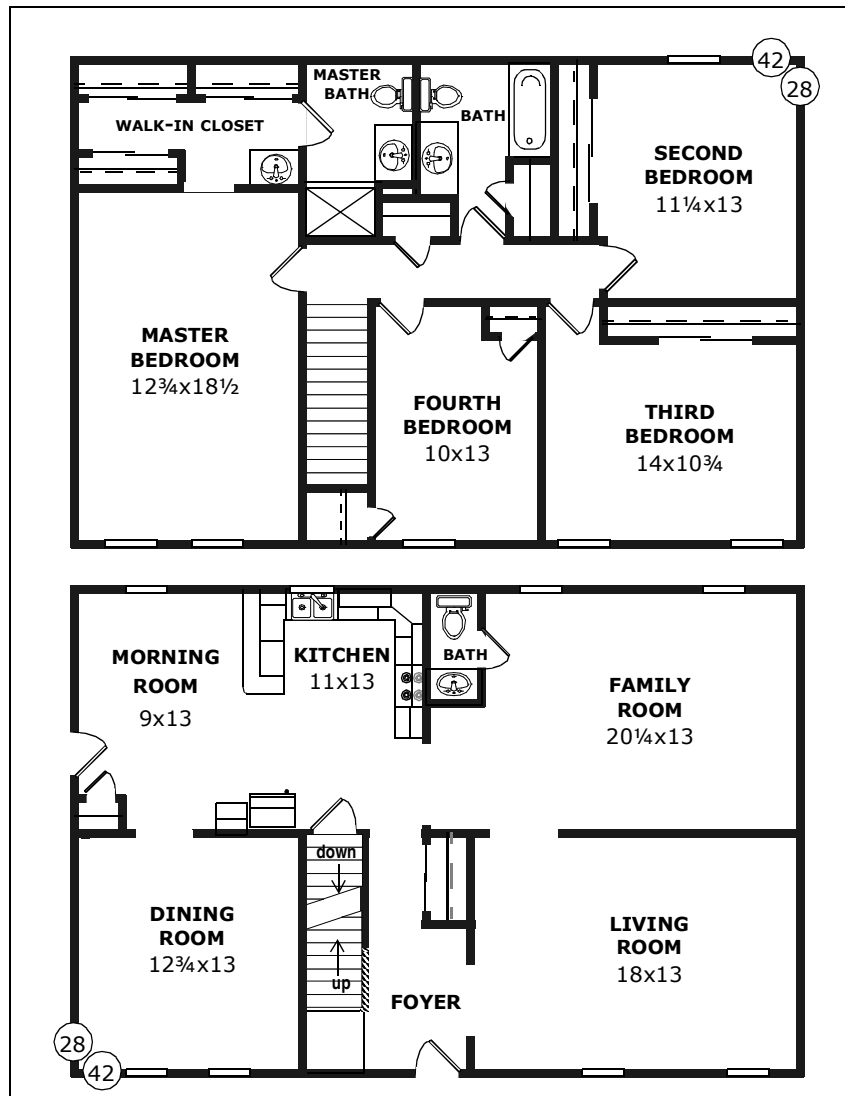 42
28
MASTER
BATH
BATH
WALK-IN CLOSET
SECOND
BEDROOM
11¼x13
MASTER
BEDROOM
12¾x18½
FOURTH
BEDROOM
10x13
THIRD
BEDROOM
14x10¾
MORNING
ROOM
9x13
KITCHEN
11x13
BATH
FAMILY
ROOM
20¼x13
down
up
DINING
ROOM
12¾x13
FOYER
LIVING
ROOM
18x13
28
42